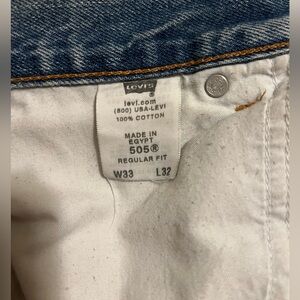 Levi's
®
levi.com
(800) USA-LEVI
100% COTTON
MADE IN
EGYPT
505®
REGULAR FIT
W33 L32